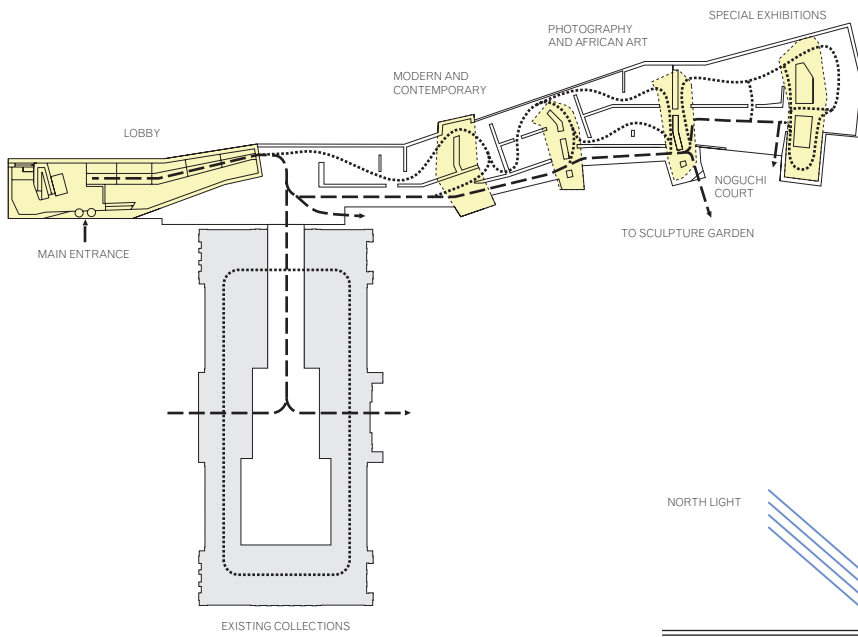 SPECIAL EXHIBITIONS
PHOTOGRAPHY
AND AFRICAN ART
MODERN AND
CONTEMPORARY
LOBBY
NOGUCHI
COURT
TO SCULPTURE GARDEN
MAIN ENTRANCE
NORTH LIGHT
EXISTING COLLECTIONS